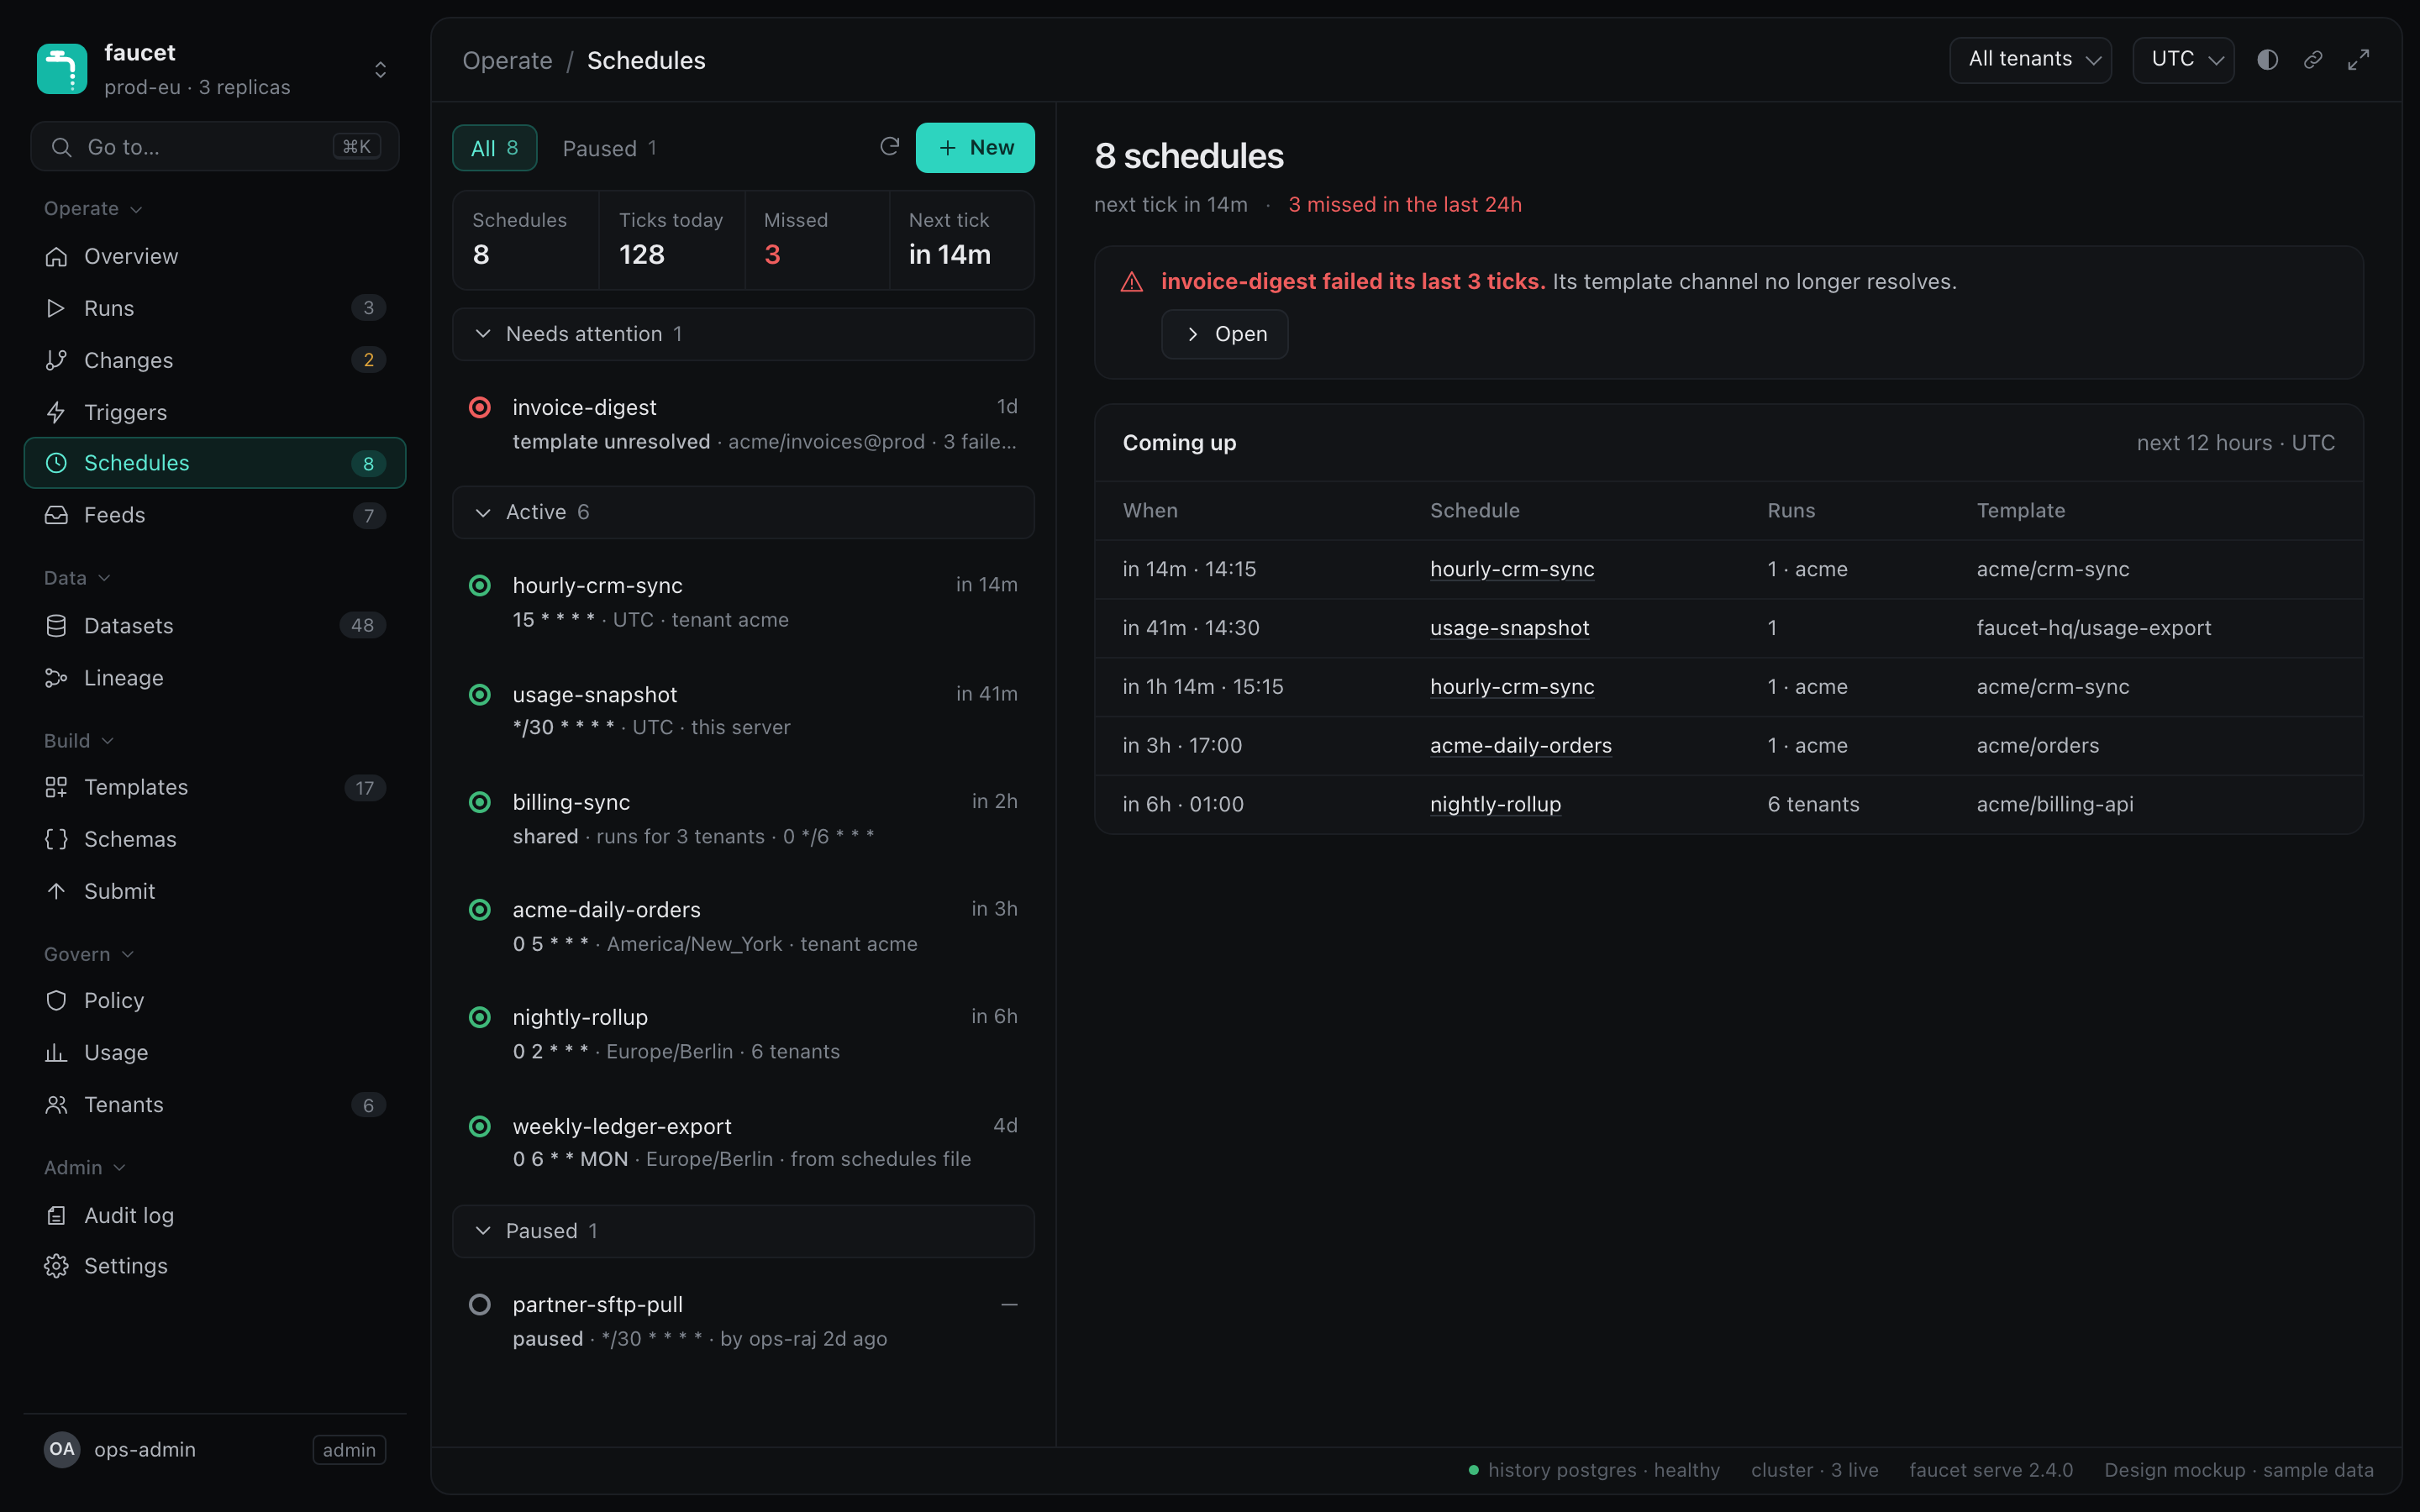 faucet
prod-eu · 3 replicas
Go to...
⌘K
Operate
Overview
Runs 3
Changes 2
Triggers
Schedules 8
Feeds 7
Data
Datasets 48
Lineage
Build
Templates 17
Schemas
Submit
Govern
Policy
Usage
Tenants 6
Admin
Audit log
Settings
OA ops-admin admin
Operate / Schedules
All tenants
UTC
All 8
Paused 1
New
Schedules
8
Ticks today
128
Missed
3
Next tick
in 14m
Needs attention 1
invoice-digest 1d
template unresolved · acme/invoices@prod · 3 faile...
Active 6
hourly-crm-sync in 14m
15 * * * * · UTC · tenant acme
usage-snapshot in 41m
*/30 * * * * · UTC · this server
billing-sync in 2h
shared · runs for 3 tenants · 0 */6 * * *
acme-daily-orders in 3h
0 5 * * * · America/New_York · tenant acme
nightly-rollup in 6h
0 2 * * * · Europe/Berlin · 6 tenants
weekly-ledger-export 4d
0 6 * * MON · Europe/Berlin · from schedules file
Paused 1
partner-sftp-pull —
paused · */30 * * * * · by ops-raj 2d ago
8 schedules
next tick in 14m · 3 missed in the last 24h
invoice-digest failed its last 3 ticks. Its template channel no longer resolves.
Open
Coming up next 12 hours · UTC
When Schedule Runs Template
in 14m · 14:15 hourly-crm-sync 1 · acme acme/crm-sync
in 41m · 14:30 usage-snapshot 1 faucet-hq/usage-export
in 1h 14m · 15:15 hourly-crm-sync 1 · acme acme/crm-sync
in 3h · 17:00 acme-daily-orders 1 · acme acme/orders
in 6h · 01:00 nightly-rollup 6 tenants acme/billing-api
history postgres · healthy cluster · 3 live faucet serve 2.4.0 Design mockup · sample data